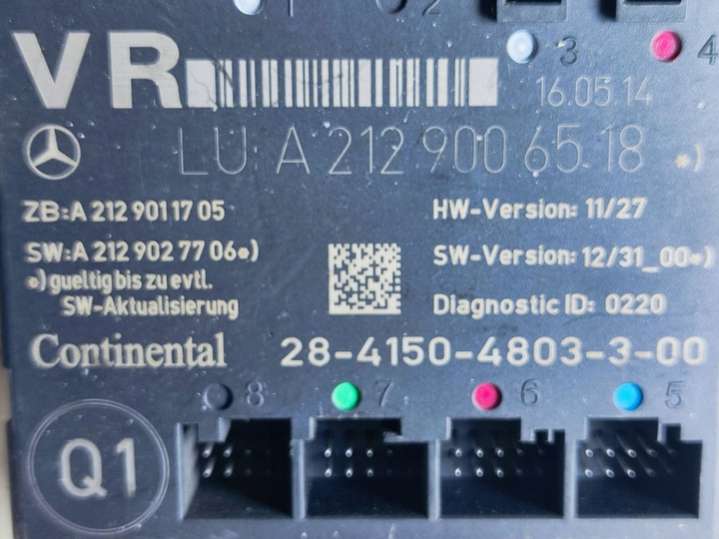 1 2
VR 3 4
16.05.14
LU A 212 900 65 18 *)
ZB:A 212 901 17 05 HW-Version: 11/27
SW:A 212 902 77 06*) SW-Version: 12/31_00*)
*) gueltig bis zu evtl.
SW-Aktualisierung Diagnostic ID: 0220
Continental 28-4150-4803-3-00
8 7 6 5
Q1